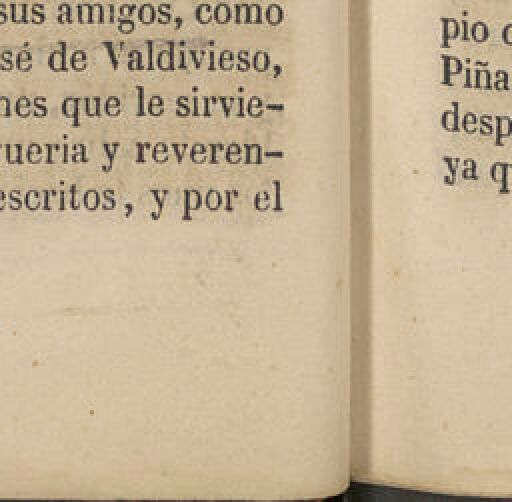 sus amigos, como
sé de Valdivieso,
nes que le sirvie-
ueria y reveren-
escritos, y por el
pio
Piña
desp
ya q